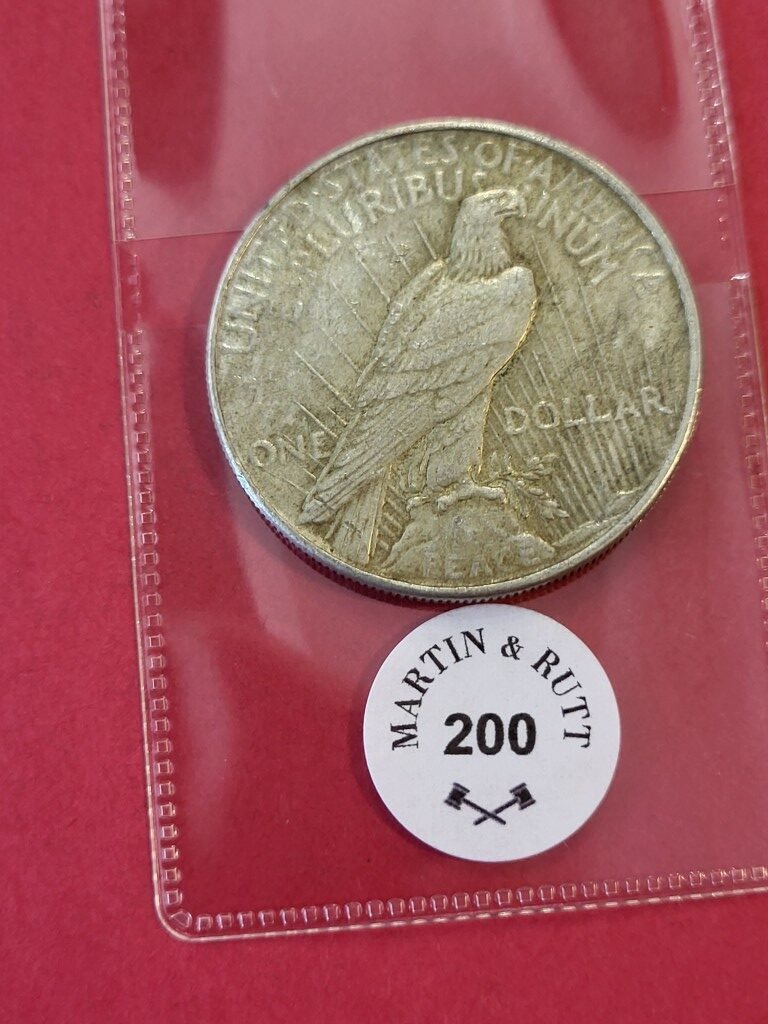 UNITED·STATES·OF·AMERICA
E PLURIBUS UNUM
ONE DOLLAR
PEACE
MARTIN & RUTT
200